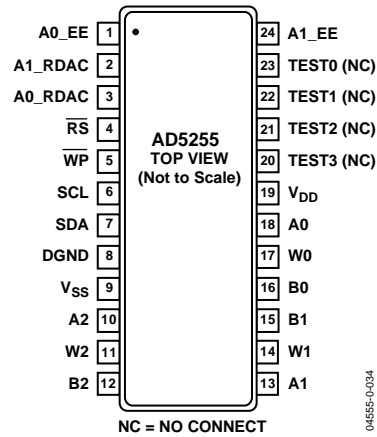 A0_EE 1 24 A1_EE
A1_RDAC 2 23 TEST0 (NC)
A0_RDAC 3 22 TEST1 (NC)
RS 4 21 TEST2 (NC)
WP 5 20 TEST3 (NC)
SCL 6 19 VDD
SDA 7 18 A0
DGND 8 17 W0
VSS 9 16 B0
A2 10 15 B1
W2 11 14 W1
B2 12 13 A1
AD5255
TOP VIEW
(Not to Scale)
NC = NO CONNECT
04555-0-034